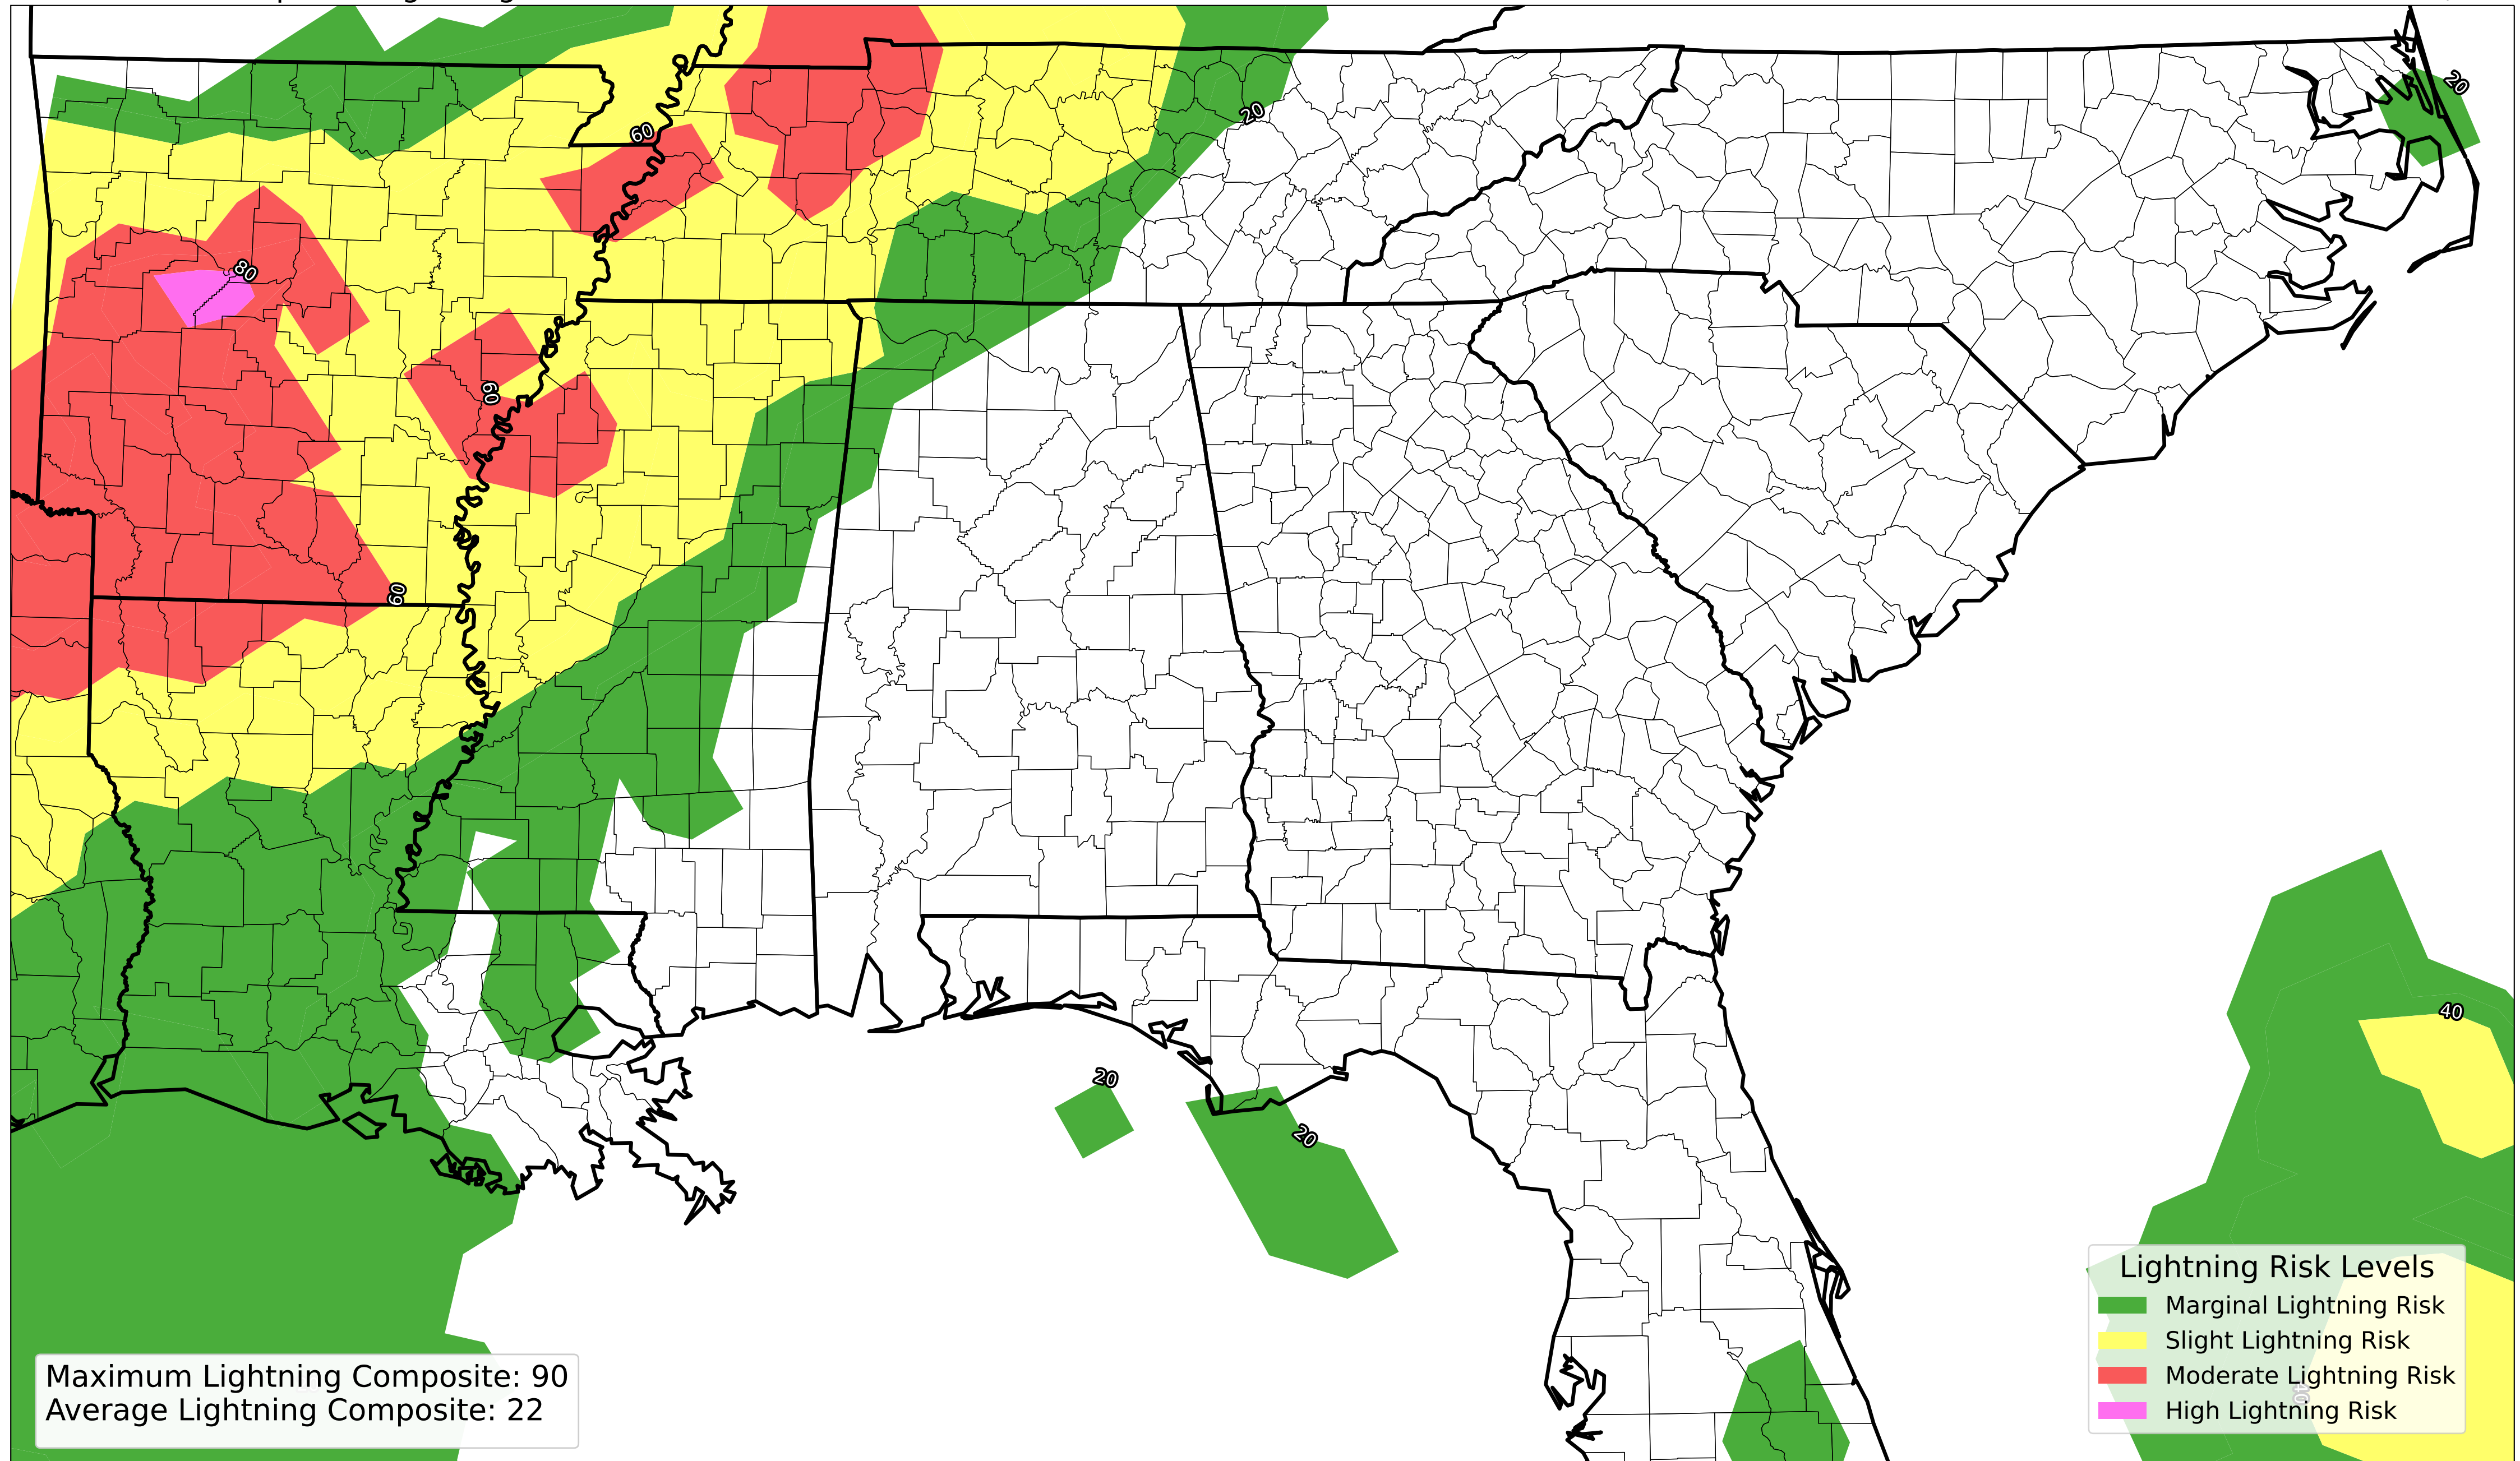 20
60
20
80
60
60
40
20
20
Lightning Risk Levels
Marginal Lightning Risk
Slight Lightning Risk
Moderate Lightning Risk
High Lightning Risk
40
Maximum Lightning Composite: 90
Average Lightning Composite: 22